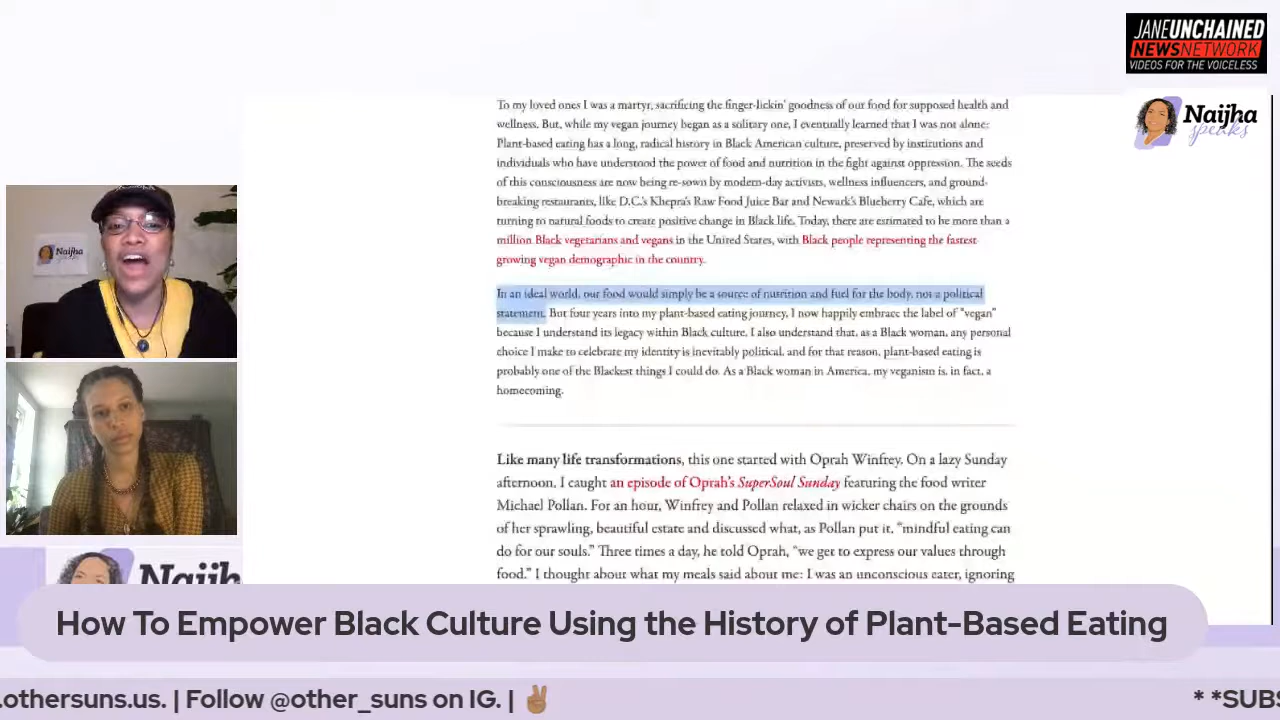 JANEUNCHAINED
NEWSNETWORK
VIDEOS FOR THE VOICELESS
Naijha
speaks
To my loved ones I was a martyr, sacrificing the finger-lickin' goodness of our food for supposed health and
wellness. But, while my vegan journey began as a solitary one, I eventually learned that I was not alone:
Plant-based eating has a long, radical history in Black American culture, preserved by institutions and
individuals who have understood the power of food and nutrition in the fight against oppression. The seeds
of this consciousness are now being re-sown by modern-day activists, wellness influencers, and ground-
breaking restaurants, like D.C.'s Khepra's Raw Food Juice Bar and Newark's Blueberry Cafe, which are
turning to natural foods to create positive change in Black life. Today, there are estimated to be more than a
million Black vegetarians and vegans in the United States, with Black people representing the fastest
growing vegan demographic in the country.
In an ideal world, our food would simply be a source of nutrition and fuel for the body, not a political
statement. But four years into my plant-based eating journey, I now happily embrace the label of "vegan"
because I understand its legacy within Black culture. I also understand that, as a Black woman, any personal
choice I make to celebrate my identity is inevitably political, and for that reason, plant-based eating is
probably one of the Blackest things I could do. As a Black woman in America, my veganism is, in fact, a
homecoming.
Like many life transformations, this one started with Oprah Winfrey. On a lazy Sunday
afternoon, I caught an episode of Oprah's SuperSoul Sunday featuring the food writer
Michael Pollan. For an hour, Winfrey and Pollan relaxed in wicker chairs on the grounds
of her sprawling, beautiful estate and discussed what, as Pollan put it, "mindful eating can
do for our souls." Three times a day, he told Oprah, "we get to express our values through
food." I thought about what my meals said about me: I was an unconscious eater, ignoring
Naijha
Naijh
How To Empower Black Culture Using the History of Plant-Based Eating
.othersuns.us. | Follow @other_suns on IG. | ✌🏾
* *SUBS